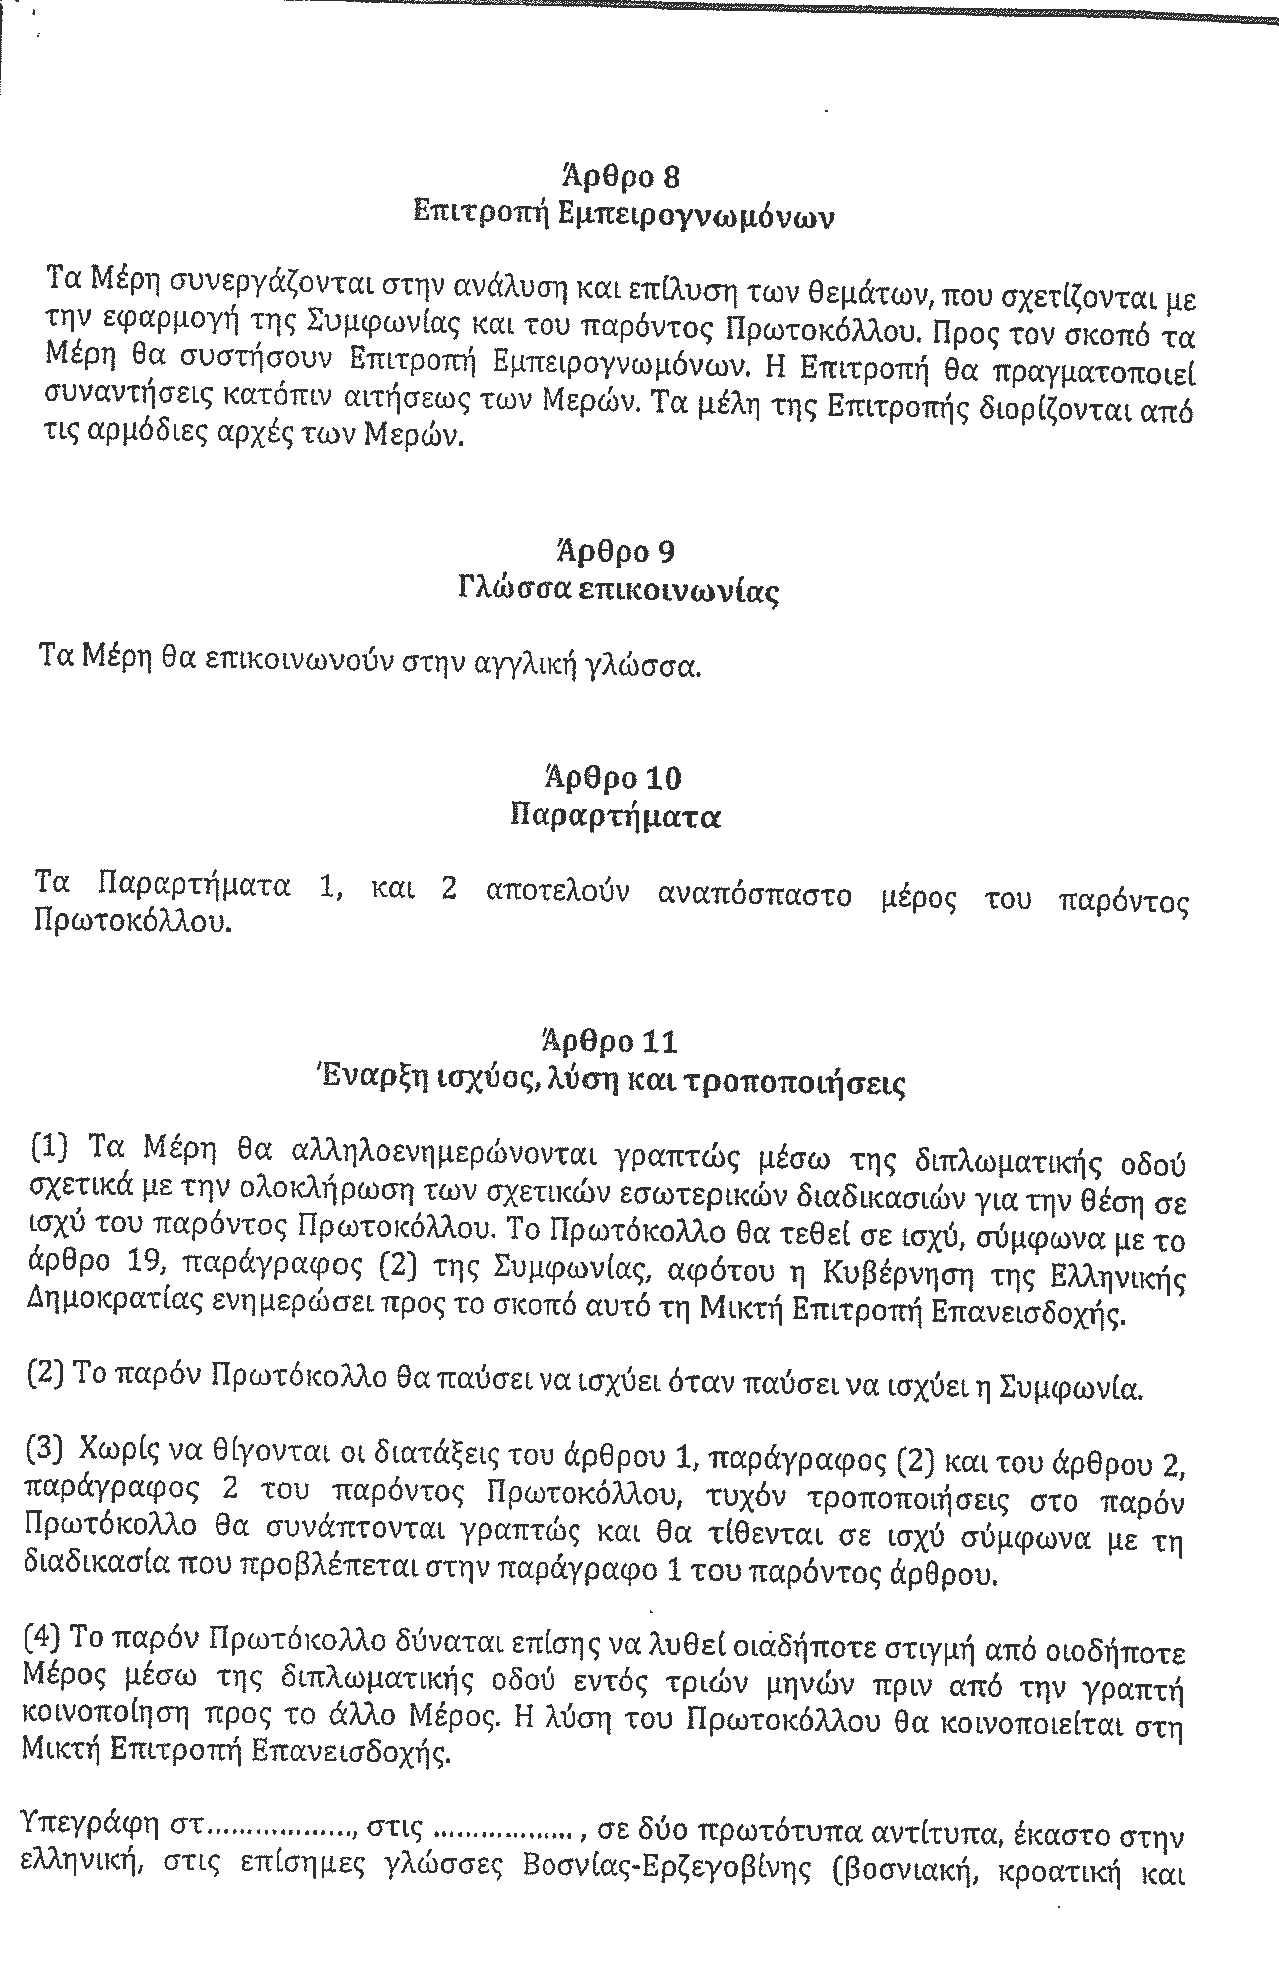 Άρθρο 8
Επιτροπή Εμπειρογνωμόνων
Τα Μέρη συνεργάζονται στην ανάλυση και επίλυση των θεμάτων, που σχετίζονται με
την εφαρμογή της Συμφωνίας και του παρόντος Πρωτοκόλλου. Προς τον σκοπό τα
Μέρη θα συστήσουν Επιτροπή Εμπειρογνωμόνων. Η Επιτροπή θα πραγματοποιεί
συναντήσεις κατόπιν αιτήσεως των Μερών. Τα μέλη της Επιτροπής διορίζονται από
τις αρμόδιες αρχές των Μερών.
Άρθρο 9
Γλώσσα επικοινωνίας
Τα Μέρη θα επικοινωνούν στην αγγλική γλώσσα.
Άρθρο 10
Παραρτήματα
Τα Παραρτήματα 1, και 2 αποτελούν αναπόσπαστο μέρος του παρόντος
Πρωτοκόλλου.
Άρθρο 11
Έναρξη ισχύος, λύση και τροποποιήσεις
(1) Τα Μέρη θα αλληλοενημερώνονται γραπτώς μέσω της διπλωματικής οδού
σχετικά με την ολοκλήρωση των σχετικών εσωτερικών διαδικασιών για την θέση σε
ισχύ του παρόντος Πρωτοκόλλου. Το Πρωτόκολλο θα τεθεί σε ισχύ, σύμφωνα με το
άρθρο 19, παράγραφος (2) της Συμφωνίας, αφότου η Κυβέρνηση της Ελληνικής
Δημοκρατίας ενημερώσει προς το σκοπό αυτό τη Μικτή Επιτροπή Επανεισδοχής.
(2) Το παρόν Πρωτόκολλο θα παύσει να ισχύει όταν παύσει να ισχύει η Συμφωνία.
(3) Χωρίς να θίγονται οι διατάξεις του άρθρου 1, παράγραφος (2) και του άρθρου 2,
παράγραφος 2 του παρόντος Πρωτοκόλλου, τυχόν τροποποιήσεις στο παρόν
Πρωτόκολλο θα συνάπτονται γραπτώς και θα τίθενται σε ισχύ σύμφωνα με τη
διαδικασία που προβλέπεται στην παράγραφο 1 του παρόντος άρθρου.
(4) Το παρόν Πρωτόκολλο δύναται επίσης να λυθεί οιαδήποτε στιγμή από οιοδήποτε
Μέρος μέσω της διπλωματικής οδού εντός τριών μηνών πριν από την γραπτή
κοινοποίηση προς το άλλο Μέρος. Η λύση του Πρωτοκόλλου θα κοινοποιείται στη
Μικτή Επιτροπή Επανεισδοχής.
Υπεγράφη στ.................., στις .................. , σε δύο πρωτότυπα αντίτυπα, έκαστο στην
ελληνική, στις επίσημες γλώσσες Βοσνίας-Ερζεγοβίνης (βοσνιακή, κροατική και